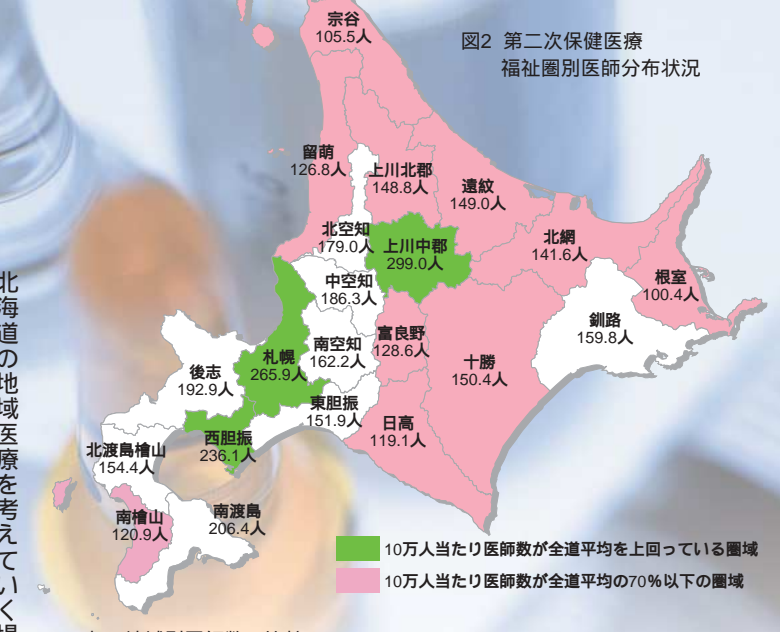 図2 第二次保健医療
福祉圏別医師分布状況
宗谷
105.5人
留萌
126.8人
上川北郡
148.8人
遠紋
149.0人
北空知
179.0人
上川中郡
299.0人
北網
141.6人
根室
100.4人
中空知
186.3人
釧路
159.8人
富良野
128.6人
南空知
162.2人
札幌
265.9人
十勝
150.4人
後志
192.9人
東胆振
151.9人
日高
119.1人
西胆振
236.1人
北渡島檜山
154.4人
南檜山
120.9人
南渡島
206.4人
10万人当たり医師数が全道平均を上回っている圏域
10万人当たり医師数が全道平均の70%以下の圏域
北海道の地域医療を考えていく